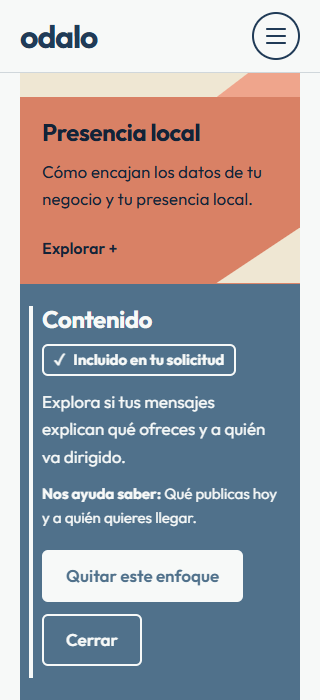 odalo
Presencia local
Cómo encajan los datos de tu
negocio y tu presencia local.
Explorar +
Contenido
✓ Incluido en tu solicitud
Explora si tus mensajes
explican qué ofreces y a quién
va dirigido.
Nos ayuda saber: Qué publicas hoy
y a quién quieres llegar.
Quitar este enfoque
Cerrar